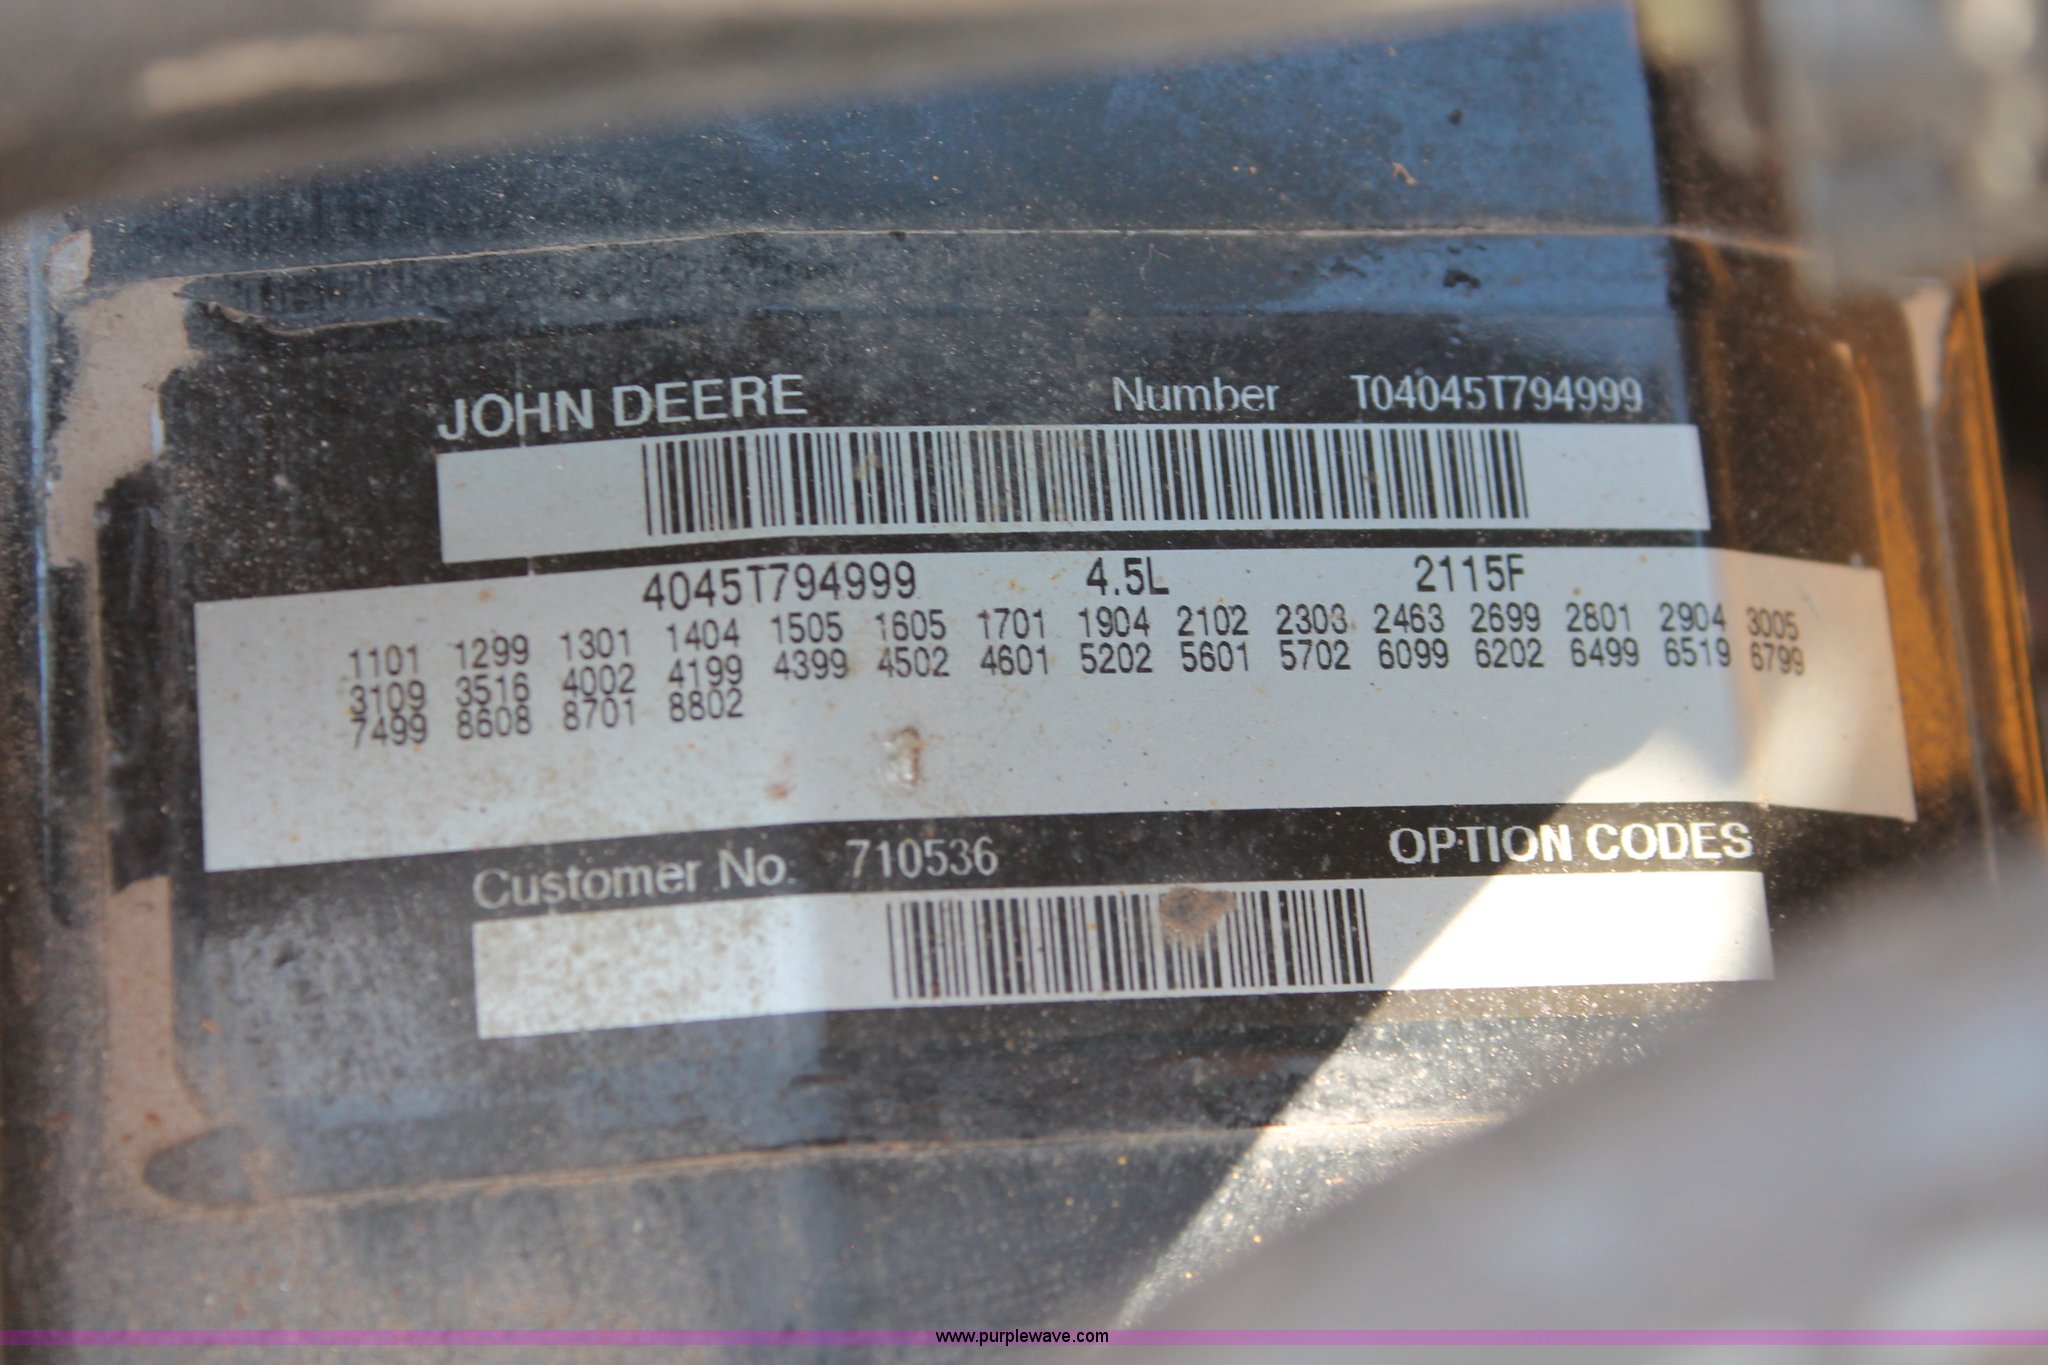 JOHN DEERE Number T04045T794999
4045T794999 4.5L 2115F
1101 1299 1301 1404 1505 1605 1701 1904 2102 2303 2463 2699 2801 2904 3005
3109 3516 4002 4199 4399 4502 4601 5202 5601 5702 6099 6202 6499 6519 6799
7499 8608 8701 8802
Customer No. 710536 OPTION CODES
www.purplewave.com